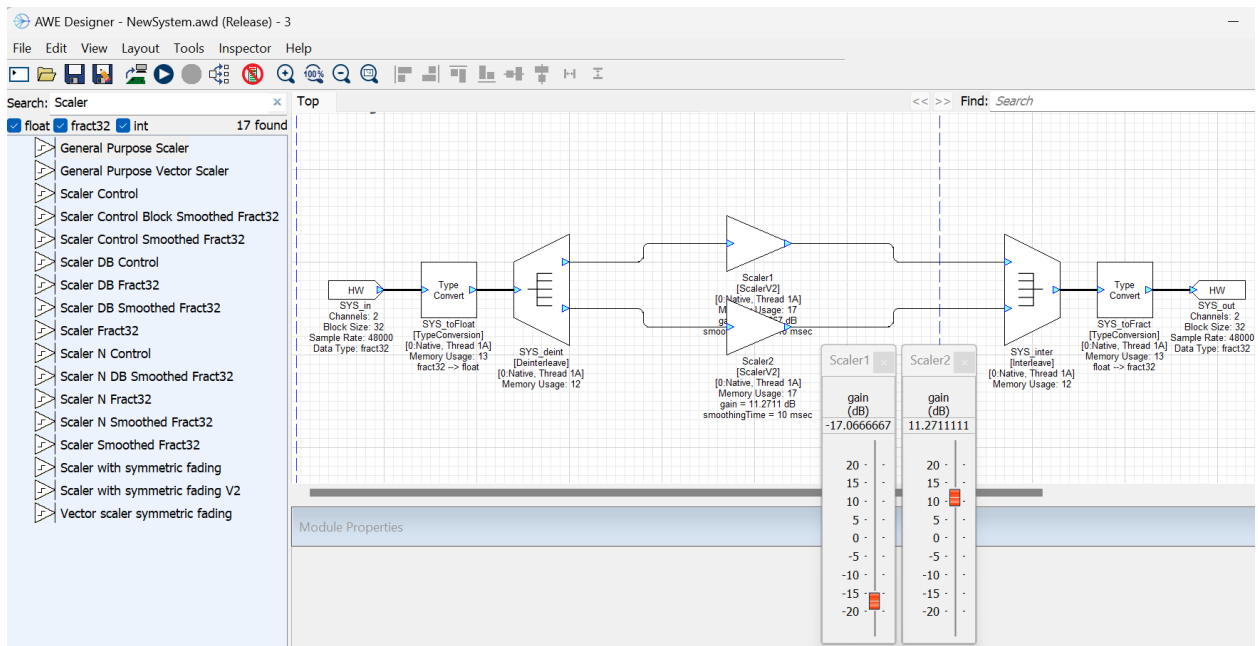 AWE Designer - NewSystem.awd (Release) - 3
File Edit View Layout Tools Inspector Help
100%
Search: Scaler
Top
<< >> Find: Search
float fract32 int 17 found
General Purpose Scaler
General Purpose Vector Scaler
Scaler Control
Scaler Control Block Smoothed Fract32
Scaler Control Smoothed Fract32
Scaler DB Control
Scaler DB Fract32
Scaler DB Smoothed Fract32
Scaler Fract32
Scaler N Control
Scaler N DB Smoothed Fract32
Scaler N Fract32
Scaler N Smoothed Fract32
Scaler Smoothed Fract32
Scaler with symmetric fading
Scaler with symmetric fading V2
Vector scaler symmetric fading
HW
SYS_in
Channels: 2
Block Size: 32
Sample Rate: 48000
Data Type: fract32
Type
Convert
SYS_toFloat
[TypeConversion]
[0:Native, Thread 1A]
Memory Usage: 13
fract32 --> float
SYS_deint
[Deinterleave]
[0:Native, Thread 1A]
Memory Usage: 12
Scaler1
[ScalerV2]
[0:Native, Thread 1A]
Usage: 17
dB
msec
Scaler2
[ScalerV2]
[0:Native, Thread 1A]
Memory Usage: 17
gain = 11.2711 dB
smoothingTime = 10 msec
SYS_inter
[Interleave]
[0:Native, Thread 1A]
Memory Usage: 12
Type
Convert
SYS_toFract
[TypeConversion]
[0:Native, Thread 1A]
Memory Usage: 13
float --> fract32
HW
SYS_out
Channels: 2
Block Size: 32
Sample Rate: 48000
Data Type: fract32
Module Properties
Scaler1
gain
(dB)
-17.0666667
20
15
10
5
0
-5
-10
-15
-20
Scaler2
gain
(dB)
11.2711111
20
15
10
5
0
-5
-10
-15
-20